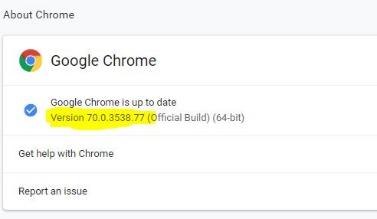 About Chrome
Google Chrome
Google Chrome is up to date
Version 70.0.3538.77 (Official Build) (64-bit)
Get help with Chrome
Report an issue